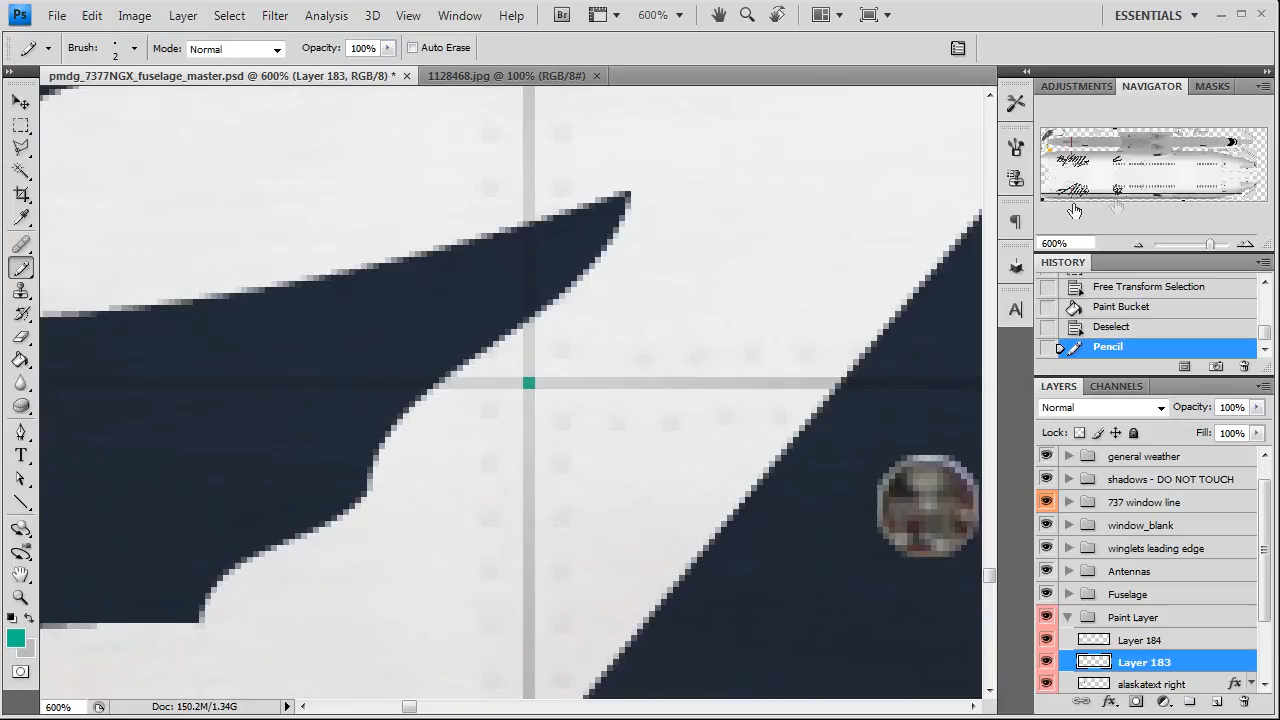 Ps File Edit Image Layer Select Filter Analysis 3D View Window Help Br 600% ESSENTIALS
Brush: 2 Mode: Normal Opacity: 100% Auto Erase
pmdg_7377NGX_fuselage_master.psd @ 600% (Layer 183, RGB/8) * 1128465.jpg @ 100% (RGB/8#)
ADJUSTMENTS NAVIGATOR MASKS
600%
HISTORY
Free Transform Selection
Paint Bucket
Deselect
Pencil
LAYERS CHANNELS
Normal Opacity: 100%
Lock: Fill: 100%
general weather
shadows - DO NOT TOUCH
737 window line
window_blank
winglets leading edge
Antennas
Fuselage
Paint Layer
Layer 184
Layer 183
alaskatext right fx
600% Doc: 150.2M/1.34G